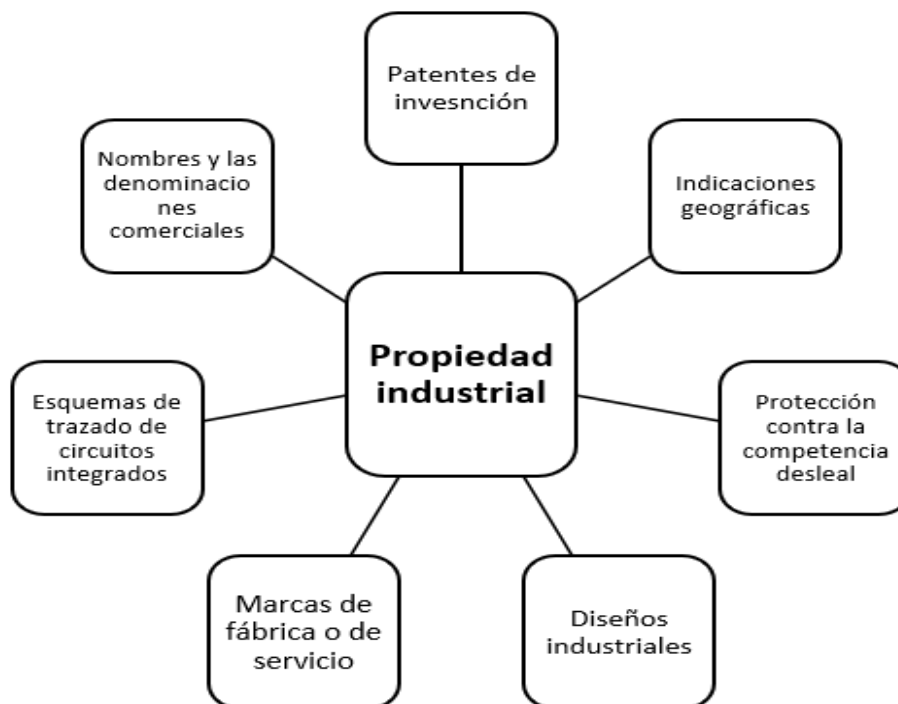 Patentes de
invesnción
Nombres y las
denominacio
nes
comerciales
Indicaciones
geográficas
Propiedad
industrial
Esquemas de
trazado de
circuitos
integrados
Protección
contra la
competencia
desleal
Marcas de
fábrica o de
servicio
Diseños
industriales